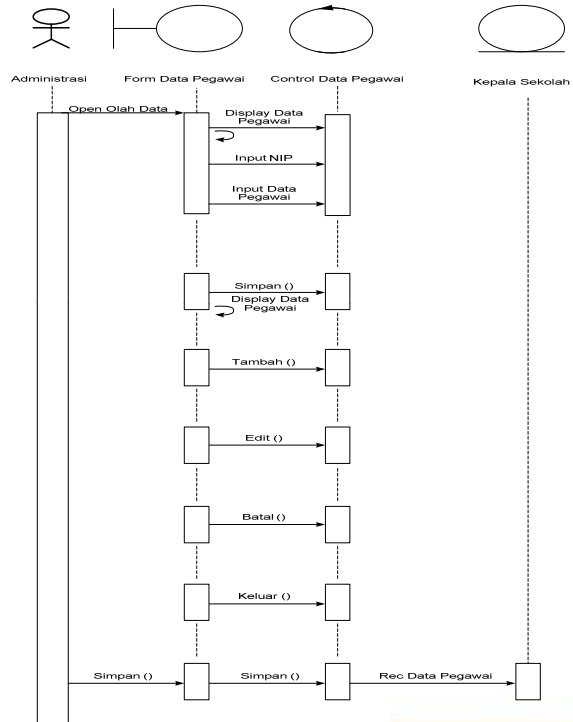 Administrasi
Form Data Pegawai
Control Data Pegawai
Kepala Sekolah
Open Olah Data
Display Data
Pegawai
Input NIP
Input Data
Pegawai
Simpan ()
Display Data
Pegawai
Tambah ()
Edit ()
Batal ()
Keluar ()
Simpan ()
Simpan ()
Rec Data Pegawai